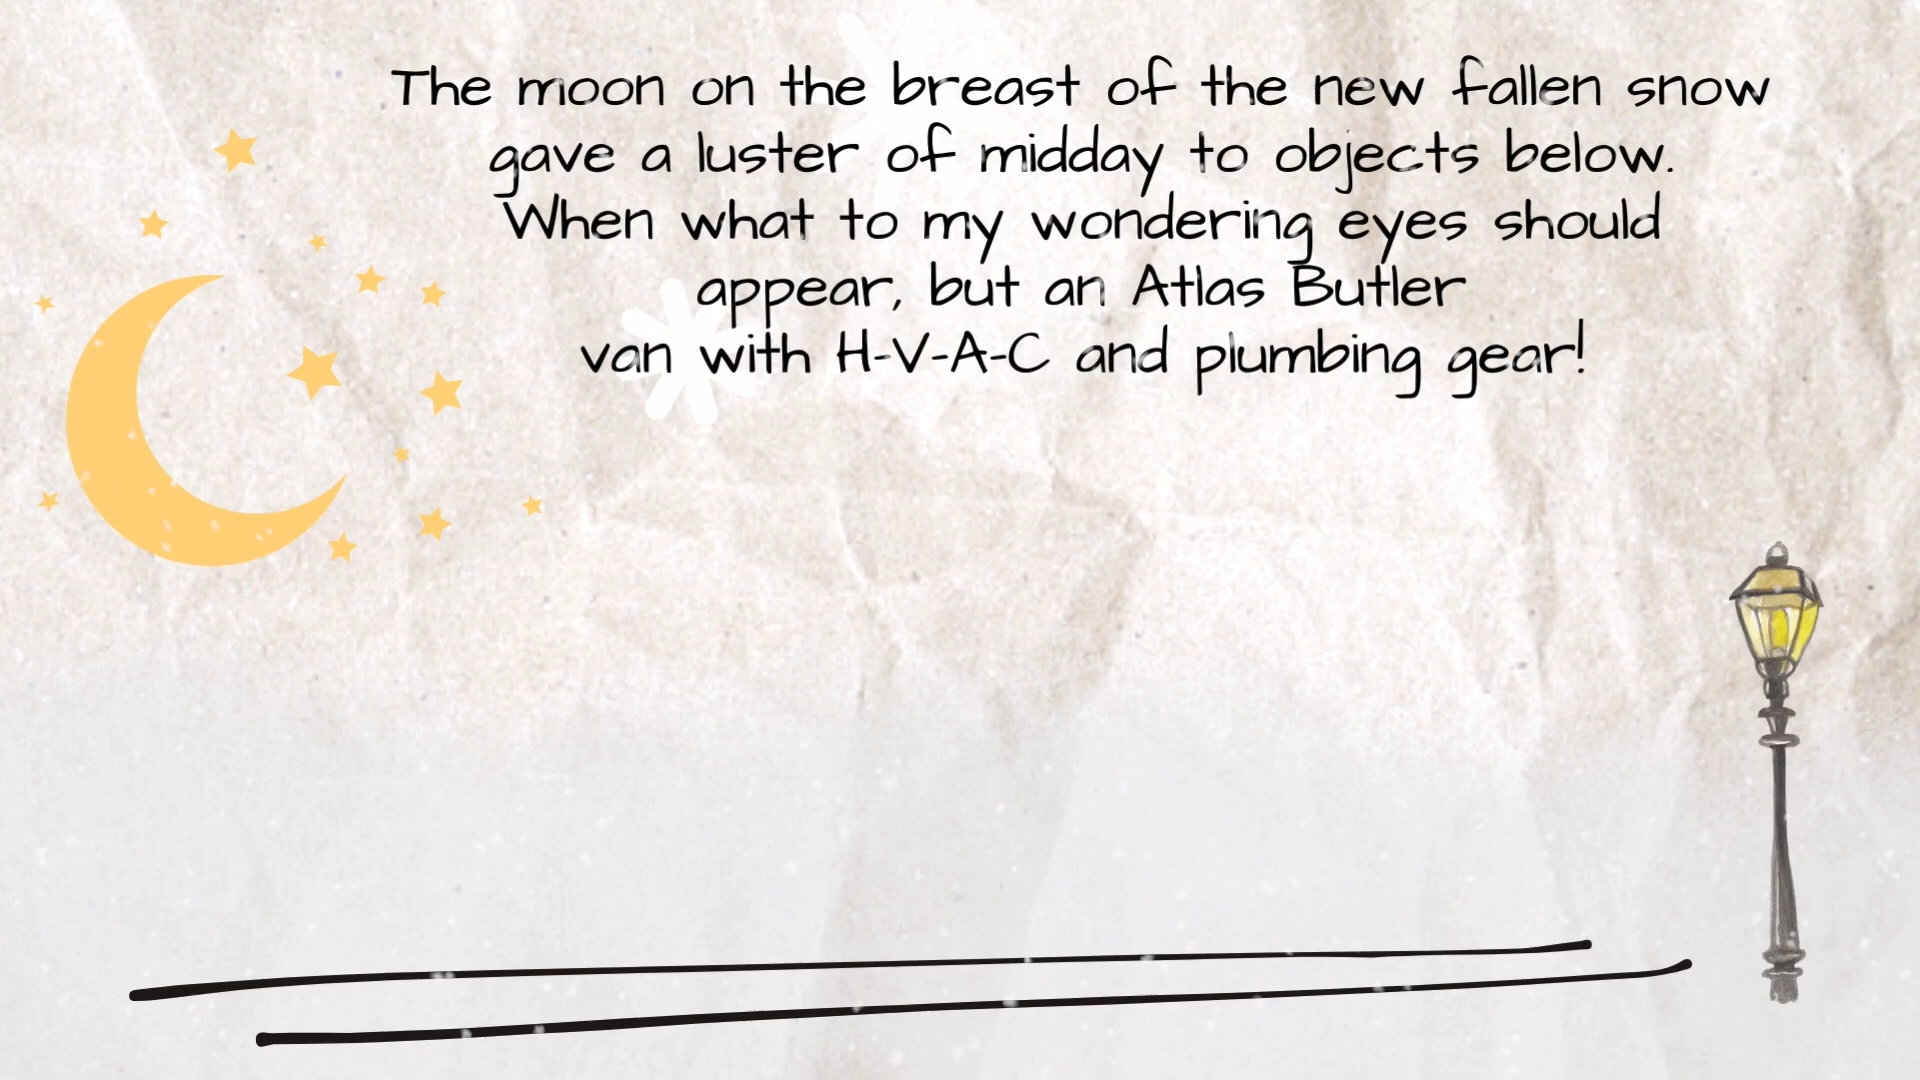 The moon on the breast of the new fallen snow
gave a luster of midday to objects below.
When what to my wondering eyes should
appear, but an Atlas Butler
van with H-V-A-C and plumbing gear!